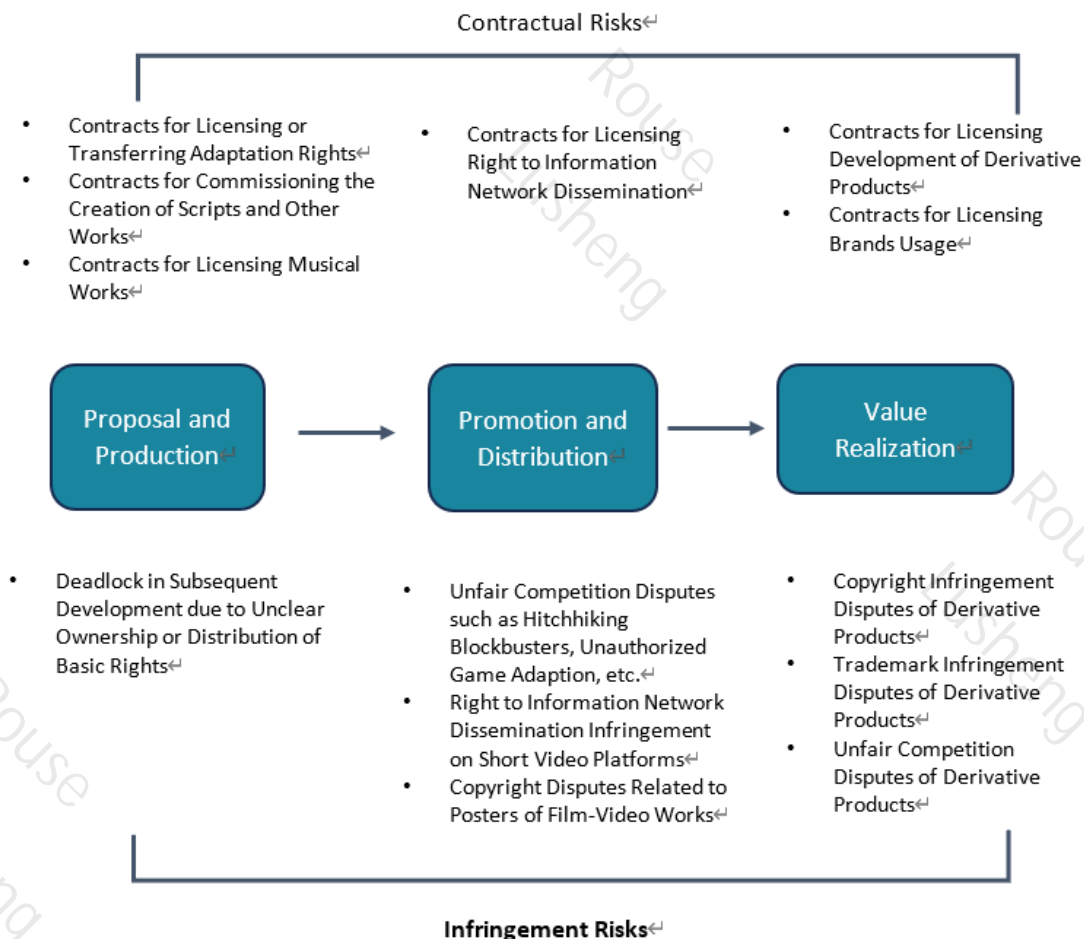 Contractual Risks↵
• Contracts for Licensing or
Transferring Adaptation Rights↵
• Contracts for Commissioning the
Creation of Scripts and Other
Works↵
• Contracts for Licensing Musical
Works↵
• Contracts for Licensing
Right to Information
Network Dissemination↵
• Contracts for Licensing
Development of Derivative
Products↵
• Contracts for Licensing
Brands Usage↵
Proposal and
Production↵
Promotion and
Distribution↵
Value
Realization↵
• Deadlock in Subsequent
Development due to Unclear
Ownership or Distribution of
Basic Rights↵
• Unfair Competition Disputes
such as Hitchhiking
Blockbusters, Unauthorized
Game Adaption, etc.↵
• Right to Information Network
Dissemination Infringement
on Short Video Platforms↵
• Copyright Disputes Related to
Posters of Film-Video Works↵
• Copyright Infringement
Disputes of Derivative
Products↵
• Trademark Infringement
Disputes of Derivative
Products↵
• Unfair Competition
Disputes of Derivative
Products↵
Infringement Risks↵
Rouse
Lusheng
Rou
Lusheng
Rouse
ng